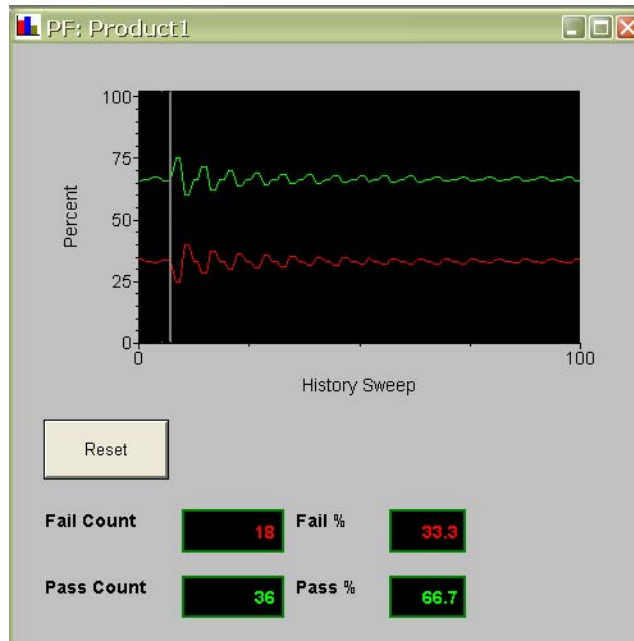 PF: Product1
100
75
50
25
0
Percent
0 100
History Sweep
Reset
Fail Count 18 Fail % 33.3
Pass Count 36 Pass % 66.7